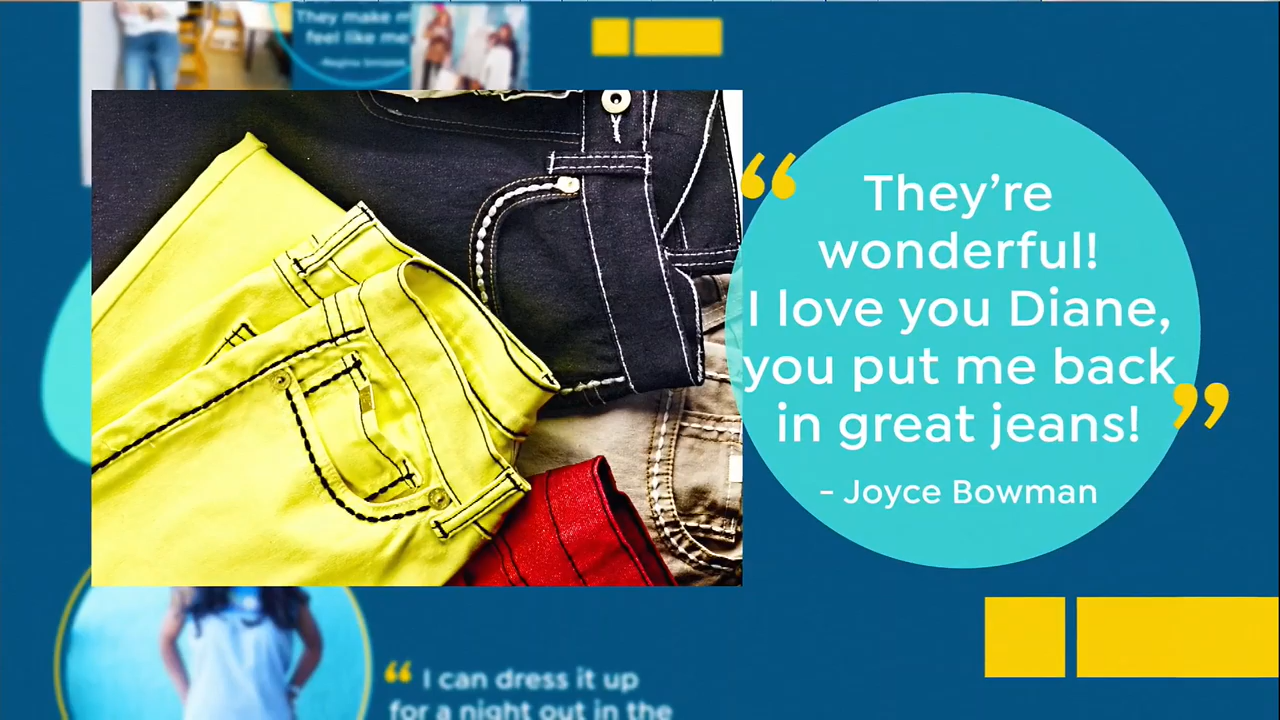 They make m
feel like me
“They’re
wonderful!
I love you Diane,
you put me back
in great jeans!”
- Joyce Bowman
“I can dress it up
for a night out in the